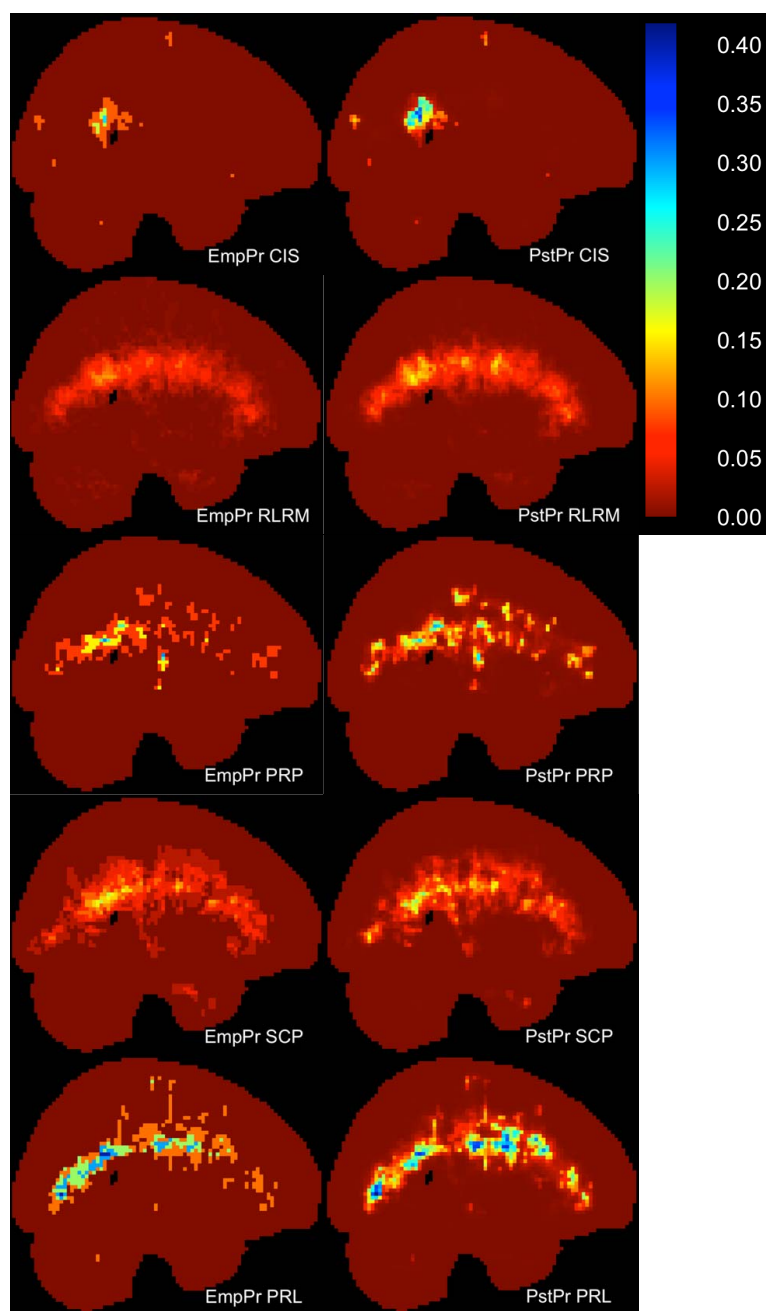 0.40
0.35
0.30
0.25
0.20
0.15
0.10
0.05
0.00
EmpPr CIS
PstPr CIS
EmpPr RLRM
PstPr RLRM
EmpPr PRP
PstPr PRP
EmpPr SCP
PstPr SCP
EmpPr PRL
PstPr PRL